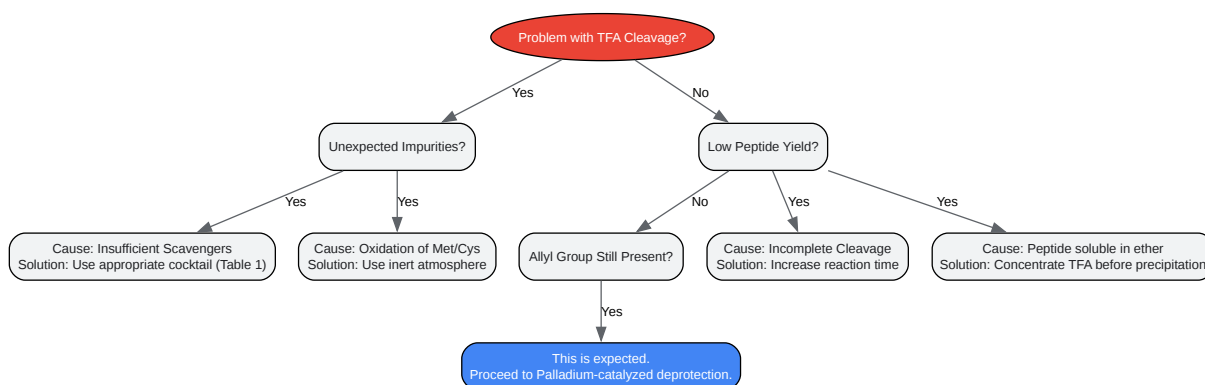 Problem with TFA Cleavage?
Yes
No
Unexpected Impurities?
Low Peptide Yield?
Yes
Yes
No
Yes
Yes
Cause: Insufficient Scavengers
Solution: Use appropriate cocktail (Table 1)
Cause: Oxidation of Met/Cys
Solution: Use inert atmosphere
Allyl Group Still Present?
Cause: Incomplete Cleavage
Solution: Increase reaction time
Cause: Peptide soluble in ether
Solution: Concentrate TFA before precipitation
Yes
This is expected.
Proceed to Palladium-catalyzed deprotection.